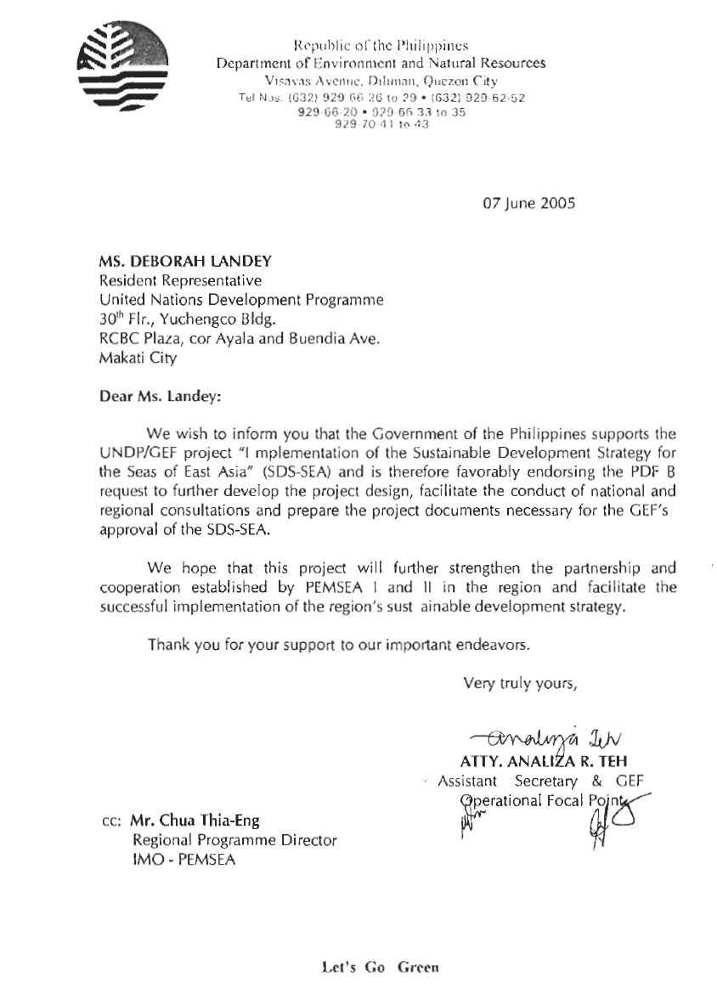 Republic of the Philippines
Department of Environment and Natural Resources
Visayas Avenue, Diliman, Quezon City
Tel Nos. (632) 929 66 26 to 29 • (632) 929-62-52
929-66-20 • 929-66 33 to 35
929-70-41 to 43
07 June 2005
MS. DEBORAH LANDEY
Resident Representative
United Nations Development Programme
30th Flr., Yuchengco Bldg.
RCBC Plaza, cor Ayala and Buendia Ave.
Makati City
Dear Ms. Landey:
We wish to inform you that the Government of the Philippines supports the
UNDP/GEF project "I mplementation of the Sustainable Development Strategy for
the Seas of East Asia" (SDS-SEA) and is therefore favorably endorsing the PDF B
request to further develop the project design, facilitate the conduct of national and
regional consultations and prepare the project documents necessary for the GEF's
approval of the SDS-SEA.
We hope that this project will further strengthen the partnership and
cooperation established by PEMSEA I and II in the region and facilitate the
successful implementation of the region's sust ainable development strategy.
Thank you for your support to our important endeavors.
Very truly yours,
Analiza Teh
ATTY. ANALIZA R. TEH
Assistant Secretary & GEF
Operational Focal Point
cc: Mr. Chua Thia-Eng
Regional Programme Director
IMO - PEMSEA
Let's Go Green